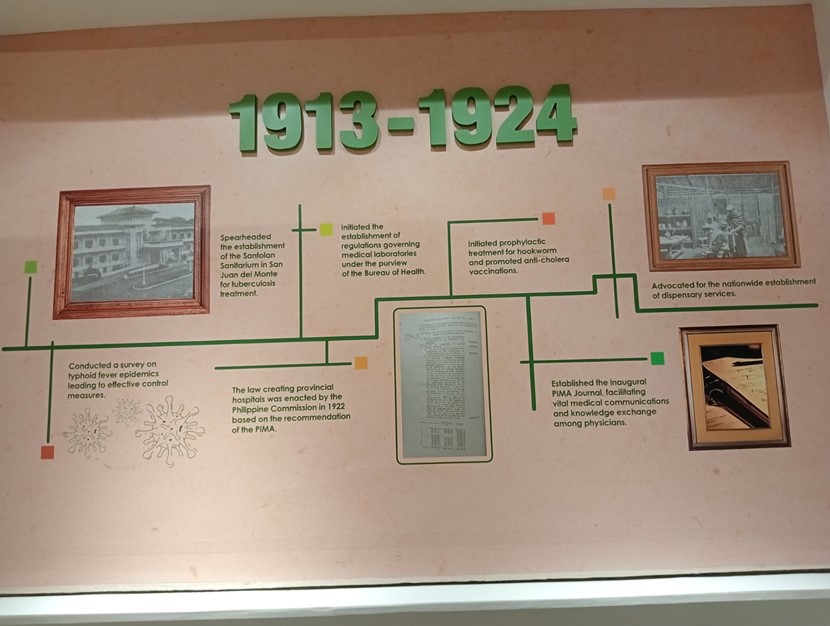 1913-1924
Spearheaded
the establishment
of the Santolan
Sanitarium in San
Juan del Monte
for tuberculosis
treatment.
Initiated the
establishment of
regulations governing
medical laboratories
under the purview
of the Bureau of Health.
Initiated prophylactic
treatment for hookworm
and promoted anti-cholera
vaccinations.
Advocated for the nationwide establishment
of dispensary services.
Conducted a survey on
typhoid fever epidemics
leading to effective control
measures.
The law creating provincial
hospitals was enacted by the
Philippine Commission in 1922
based on the recommendation
of the PIMA.
Established the inaugural
PIMA Journal, facilitating
vital medical communications
and knowledge exchange
among physicians.